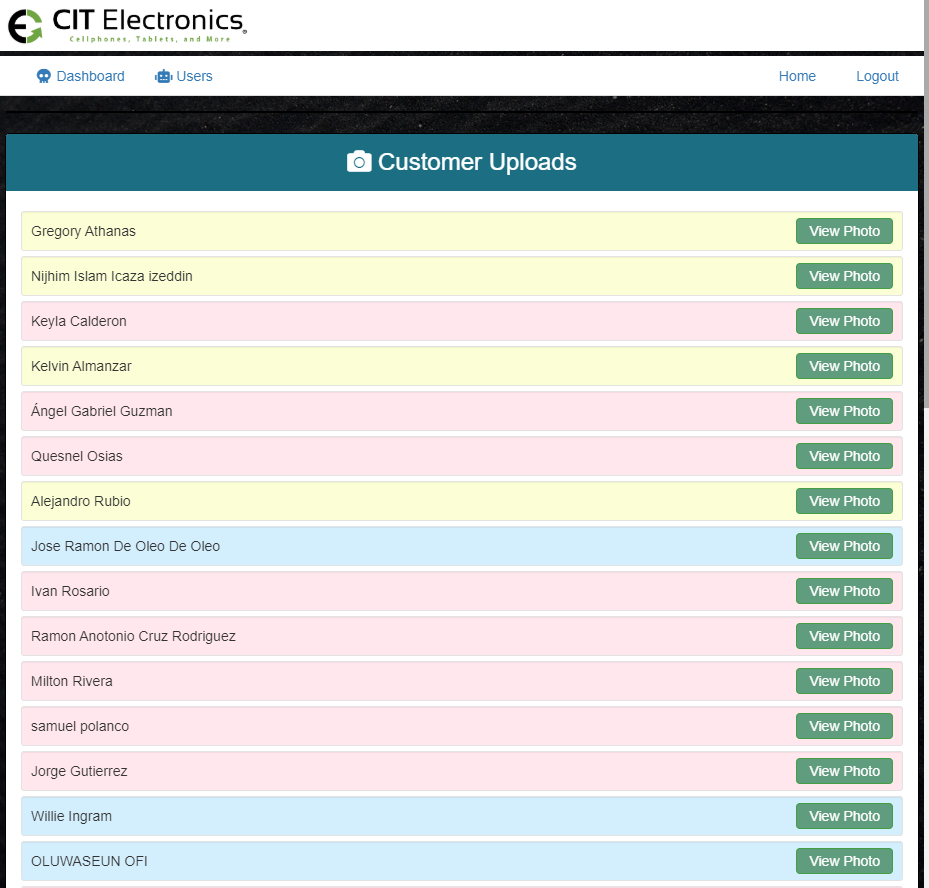 CIT Electronics®
Cellphones, Tablets, and More
Dashboard Users Home Logout
Customer Uploads
Gregory Athanas View Photo
Nijhim Islam Icaza izeddin View Photo
Keyla Calderon View Photo
Kelvin Almanzar View Photo
Ángel Gabriel Guzman View Photo
Quesnel Osias View Photo
Alejandro Rubio View Photo
Jose Ramon De Oleo De Oleo View Photo
Ivan Rosario View Photo
Ramon Anotonio Cruz Rodriguez View Photo
Milton Rivera View Photo
samuel polanco View Photo
Jorge Gutierrez View Photo
Willie Ingram View Photo
OLUWASEUN OFI View Photo